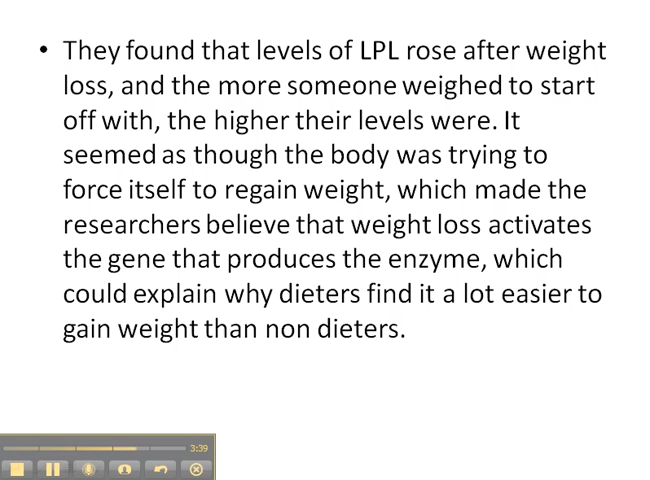 • They found that levels of LPL rose after weight
loss, and the more someone weighed to start
off with, the higher their levels were. It
seemed as though the body was trying to
force itself to regain weight, which made the
researchers believe that weight loss activates
the gene that produces the enzyme, which
could explain why dieters find it a lot easier to
gain weight than non dieters.
3:39